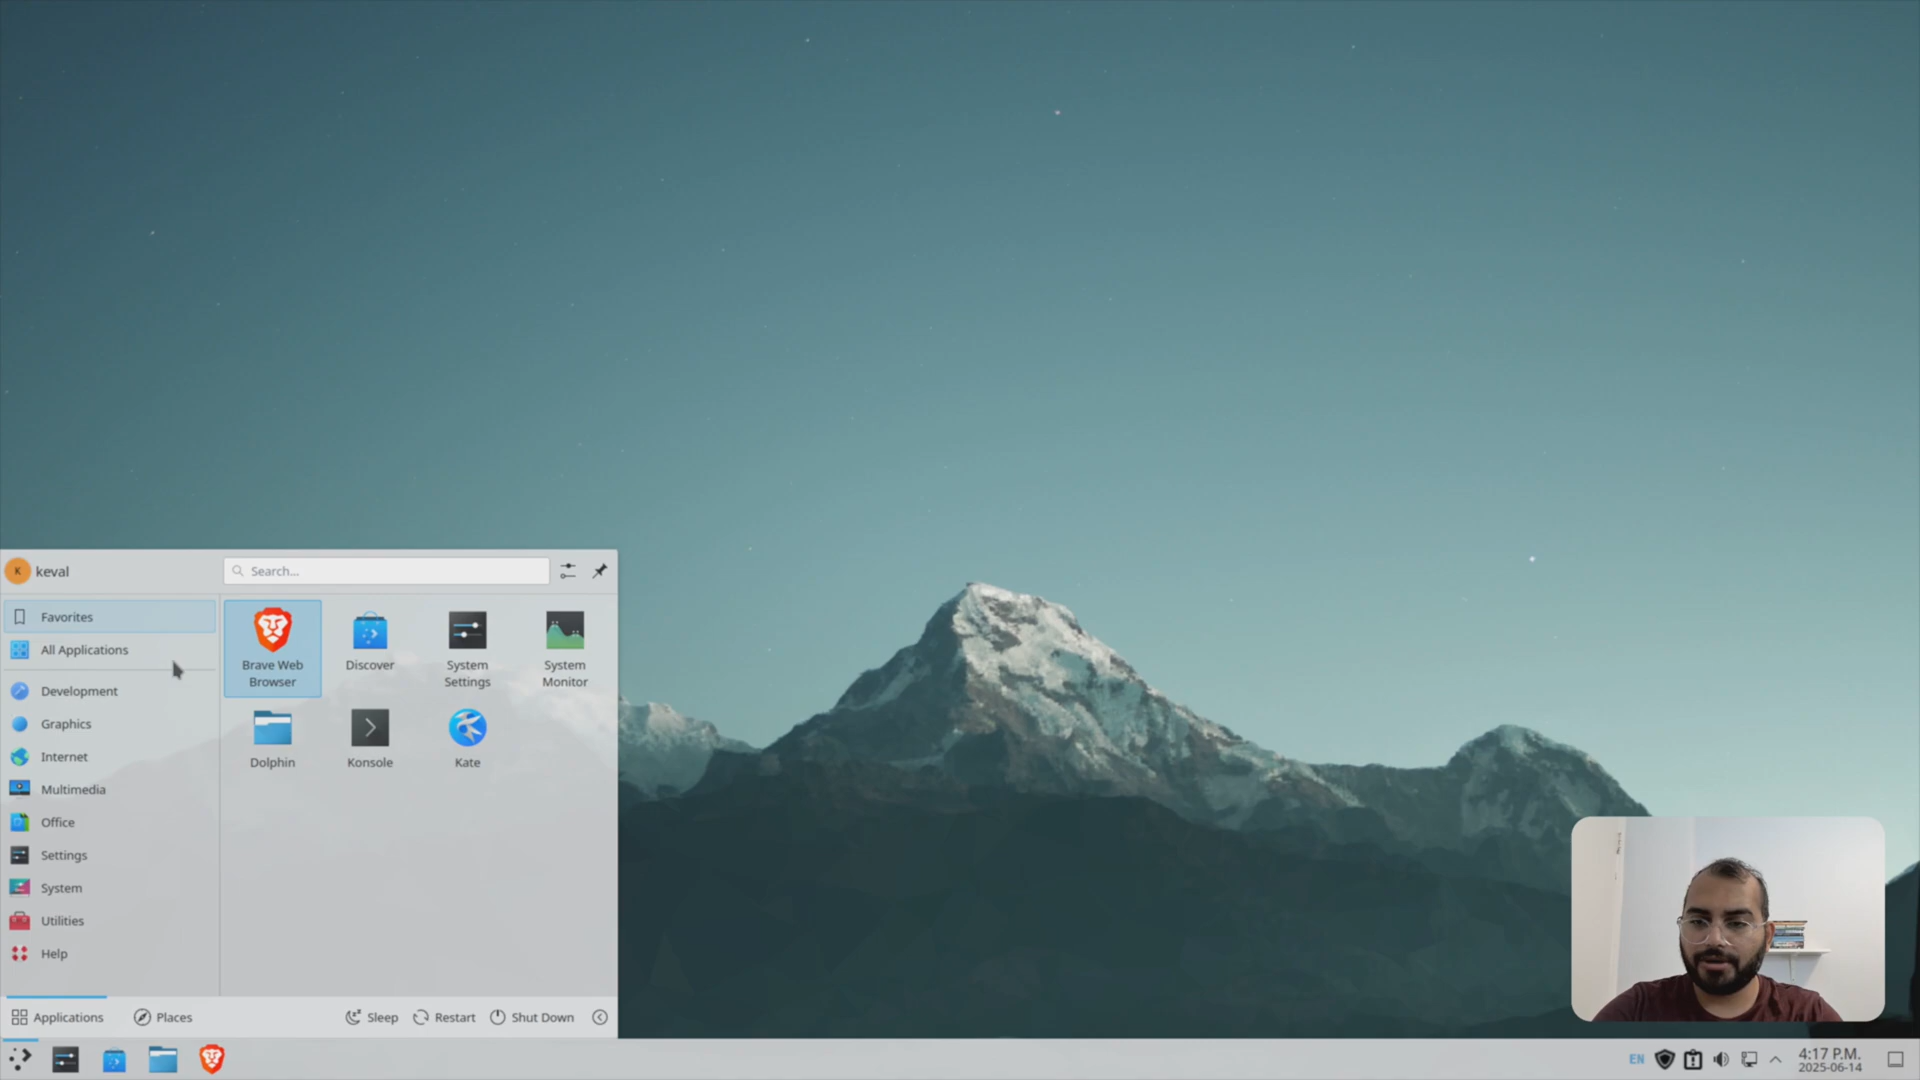 K keval
Search...
Favorites
All Applications
Development
Graphics
Internet
Multimedia
Office
Settings
System
Utilities
Help
Brave Web
Browser
Discover
System
Settings
System
Monitor
Dolphin
Konsole
Kate
Applications
Places
Sleep
Restart
Shut Down
EN
4:17 P.M.
2025-06-14